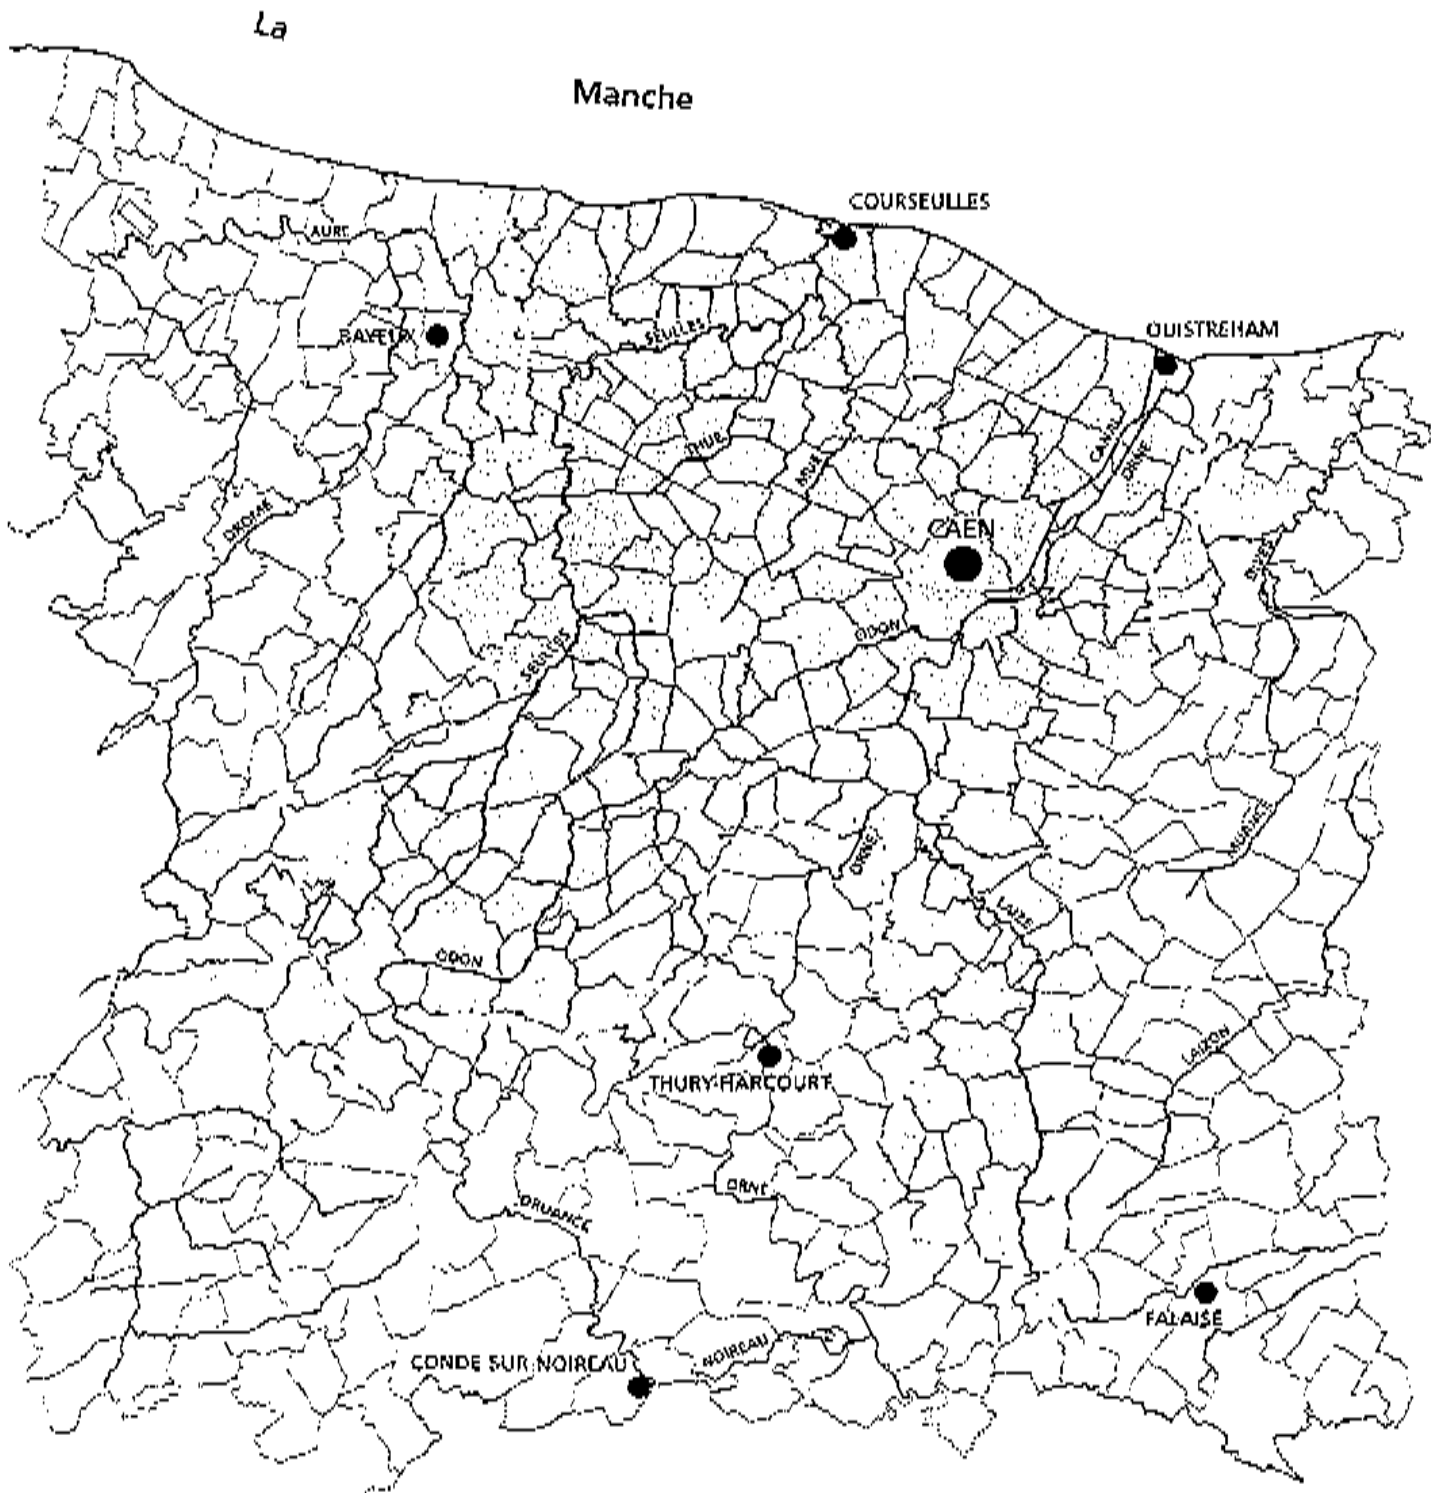 La
Manche
COURSEULLES
AURE
OUISTREHAM
SEULLES
BAYEUX
CANAL
ORNE
THUE
MUE
DROME
CAEN
DIVES
ODON
SEULLES
ORNE
LAIZE
ODON
LAIZON
THURY-HARCOURT
ORNE
DRUANCE
FALAISE
NOIREAU
CONDE SUR NOIREAU